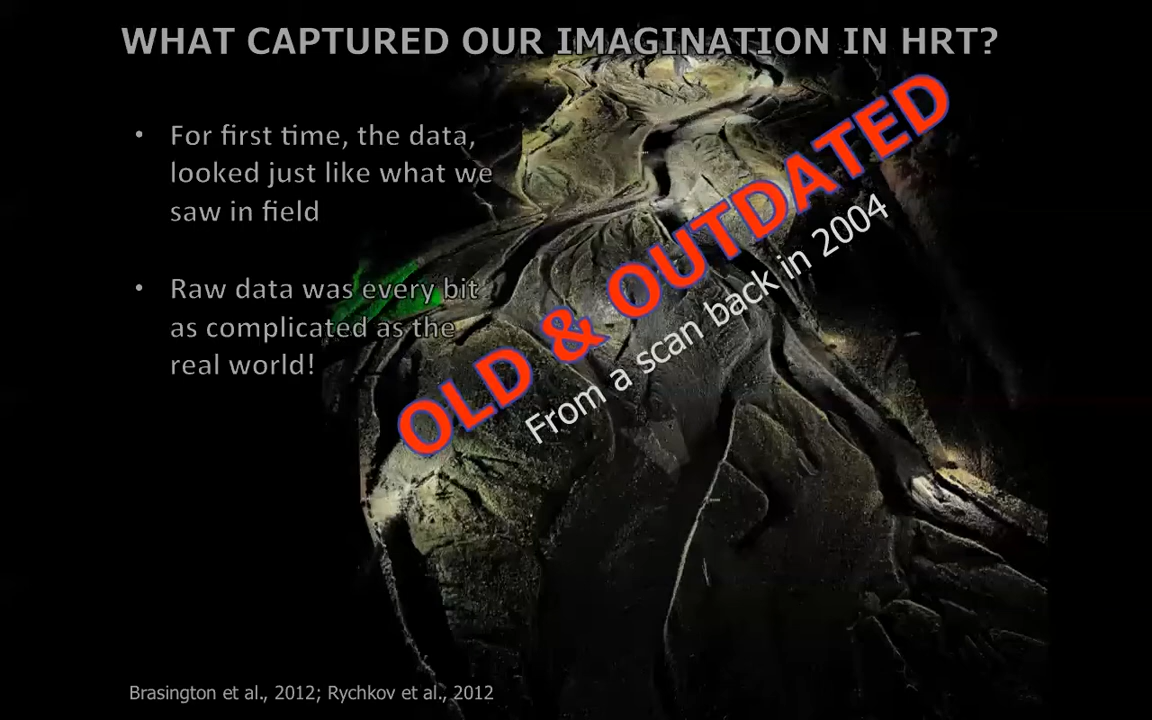 WHAT CAPTURED OUR IMAGINATION IN HRT?
• For first time, the data,
looked just like what we
saw in field
• Raw data was every bit
as complicated as the
real world!
OLD & OUTDATED
From a scan back in 2004
Brasington et al., 2012; Rychkov et al., 2012